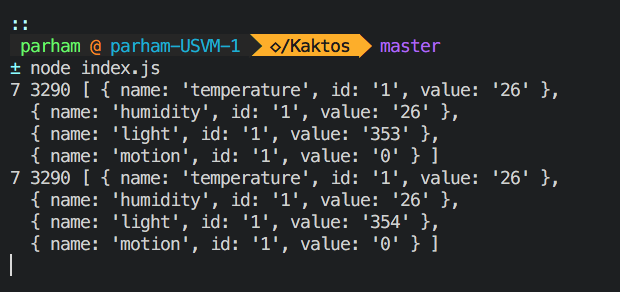 ::
parham @ parham-USVM-1 ◇/Kaktos master
± node index.js
7 3290 [ { name: 'temperature', id: '1', value: '26' },
{ name: 'humidity', id: '1', value: '26' },
{ name: 'light', id: '1', value: '353' },
{ name: 'motion', id: '1', value: '0' } ]
7 3290 [ { name: 'temperature', id: '1', value: '26' },
{ name: 'humidity', id: '1', value: '26' },
{ name: 'light', id: '1', value: '354' },
{ name: 'motion', id: '1', value: '0' } ]